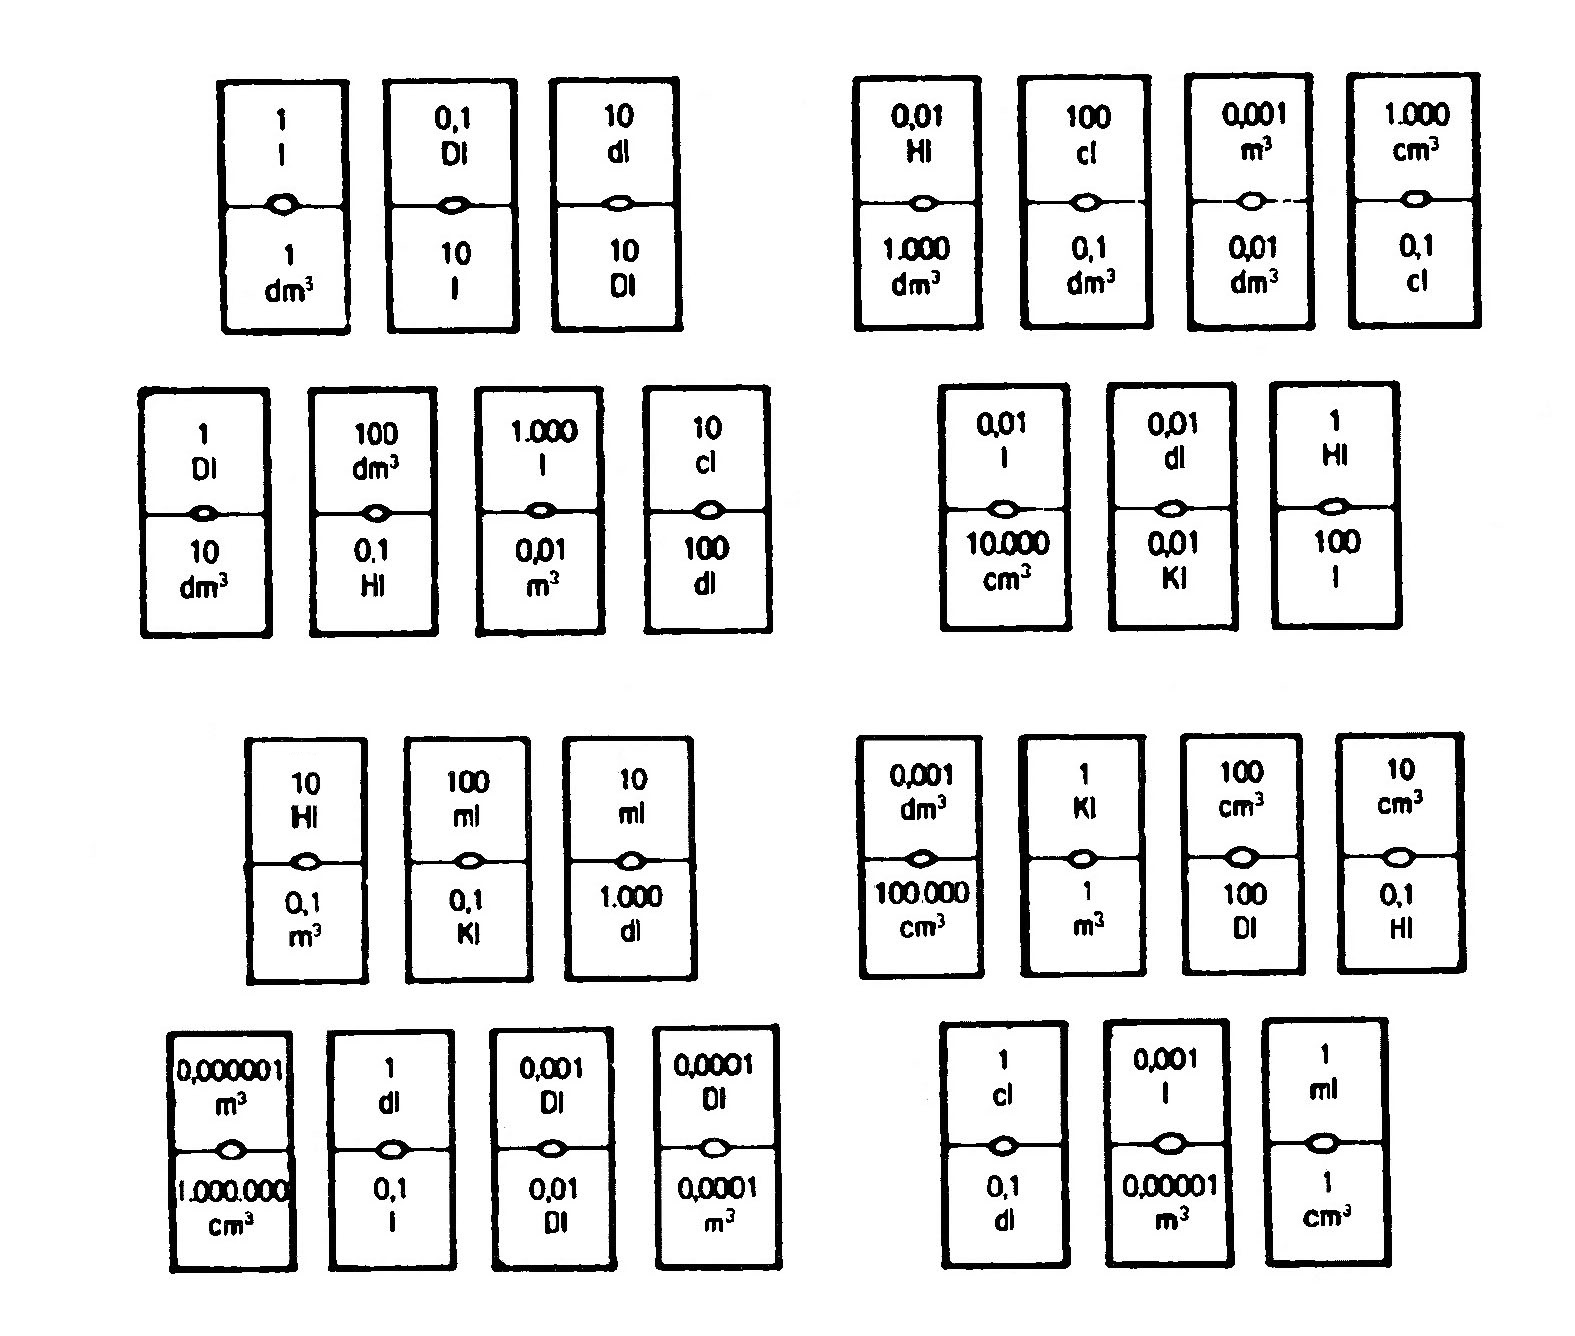 1
l
1
dm³
0,1
Dl
10
l
10
dl
10
Dl
0,01
Hl
1.000
dm³
100
cl
0,1
dm³
0,001
m³
0,01
dm³
1.000
cm³
0,1
cl
1
Dl
10
dm³
100
dm³
0,1
Hl
1.000
l
0,01
m³
10
cl
100
dl
0,01
l
10.000
cm³
0,01
dl
0,01
Kl
1
Hl
100
l
10
Hl
0,1
m³
100
ml
0,1
Kl
10
ml
1.000
dl
0,001
dm³
100.000
cm³
1
Kl
1
m³
100
cm³
100
Dl
10
cm³
0,1
Hl
0,000001
m³
1.000.000
cm³
1
dl
0,1
l
0,001
Dl
0,01
Dl
0,0001
Dl
0,0001
m³
1
cl
0,1
dl
0,001
l
0,00001
m³
1
ml
1
cm³